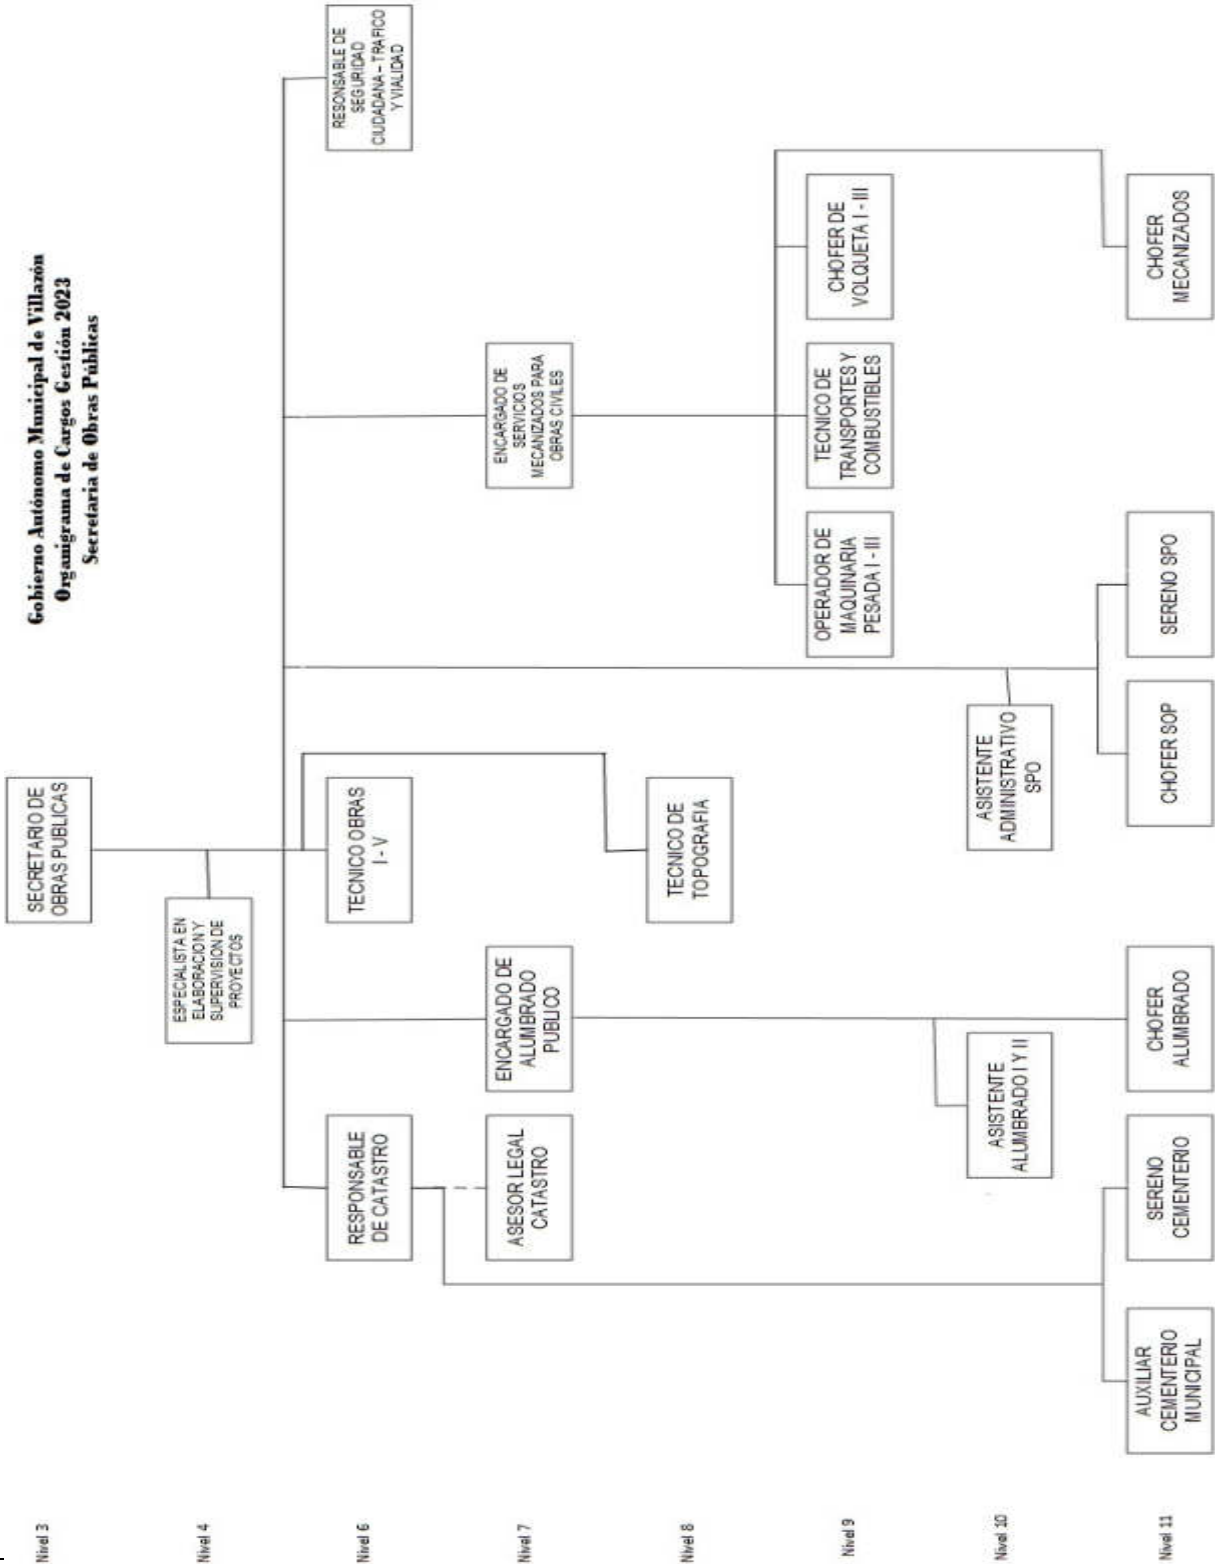 Gobierno Autónomo Municipal de Villazón
Organigrama de Cargos Gestión 2023
Secretaria de Obras Públicas
Nivel 3
SECRETARIO DE
OBRAS PUBLICAS
Nivel 4
ESPECIALISTA EN
ELABORACION Y
SUPERVISION DE
PROYECTOS
Nivel 6
RESPONSABLE
DE CATASTRO
TECNICO OBRAS
I - V
RESONSABLE DE
SEGURIDAD
CIUDADANA – TRAFICO
Y VIALIDAD
Nivel 7
ASESOR LEGAL
CATASTRO
ENCARGADO DE
ALUMBRADO
PUBLICO
ENCARGADO DE
SERVICIOS
MECANIZADOS PARA
OBRAS CIVILES
Nivel 8
TECNICO DE
TOPOGRAFIA
Nivel 9
OPERADOR DE
MAQUINARIA
PESADA I - III
TECNICO DE
TRANSPORTES Y
COMBUSTIBLES
CHOFER DE
VOLQUETA I - III
Nivel 10
ASISTENTE
ALUMBRADO I Y II
ASISTENTE
ADMINISTRATIVO
SPO
Nivel 11
AUXILIAR
CEMENTERIO
MUNICIPAL
SERENO
CEMENTERIO
CHOFER
ALUMBRADO
CHOFER SOP
SERENO SPO
CHOFER
MECANIZADOS